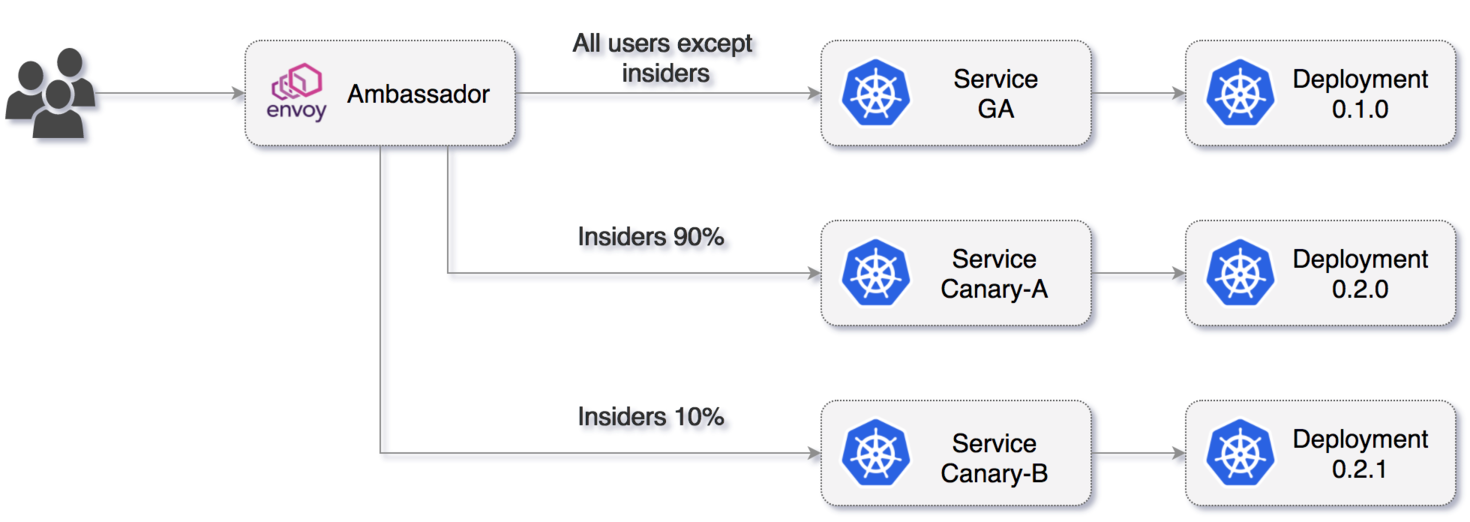 All users except
insiders
envoy
Ambassador
Service
GA
Deployment
0.1.0
Insiders 90%
Service
Canary-A
Deployment
0.2.0
Insiders 10%
Service
Canary-B
Deployment
0.2.1